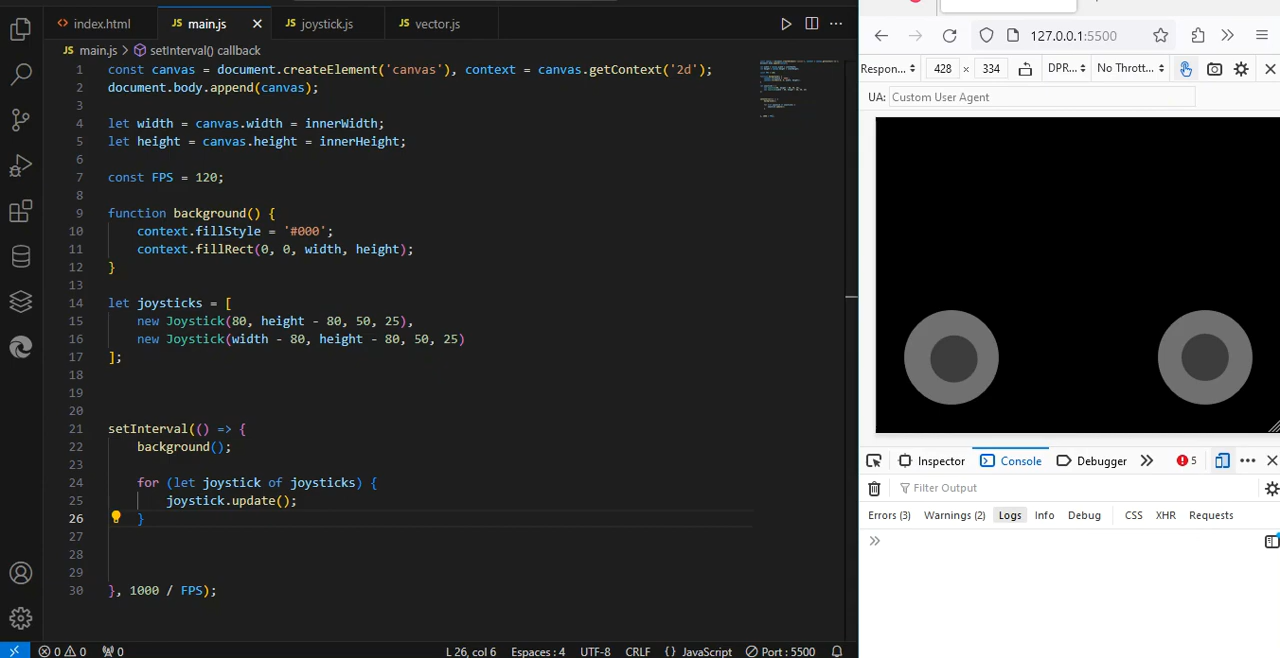 index.html
main.js
joystick.js
vector.js
main.js > setInterval() callback
1 const canvas = document.createElement('canvas'), context = canvas.getContext('2d');
2 document.body.append(canvas);
3
4 let width = canvas.width = innerWidth;
5 let height = canvas.height = innerHeight;
6
7 const FPS = 120;
8
9 function background() {
10 context.fillStyle = '#000';
11 context.fillRect(0, 0, width, height);
12 }
13
14 let joysticks = [
15 new Joystick(80, height - 80, 50, 25),
16 new Joystick(width - 80, height - 80, 50, 25)
17 ];
18
19
20
21 setInterval(() => {
22 background();
23
24 for (let joystick of joysticks) {
25 joystick.update();
26 }
27
28
29
30 }, 1000 / FPS);
0 0 0
L 26, col 6 Espaces : 4 UTF-8 CRLF {} JavaScript Port : 5500
127.0.0.1:5500
Respon... 428 × 334 DPR... No Thrott...
UA: Custom User Agent
Inspector Console Debugger 5
Filter Output
Errors (3) Warnings (2) Logs Info Debug CSS XHR Requests